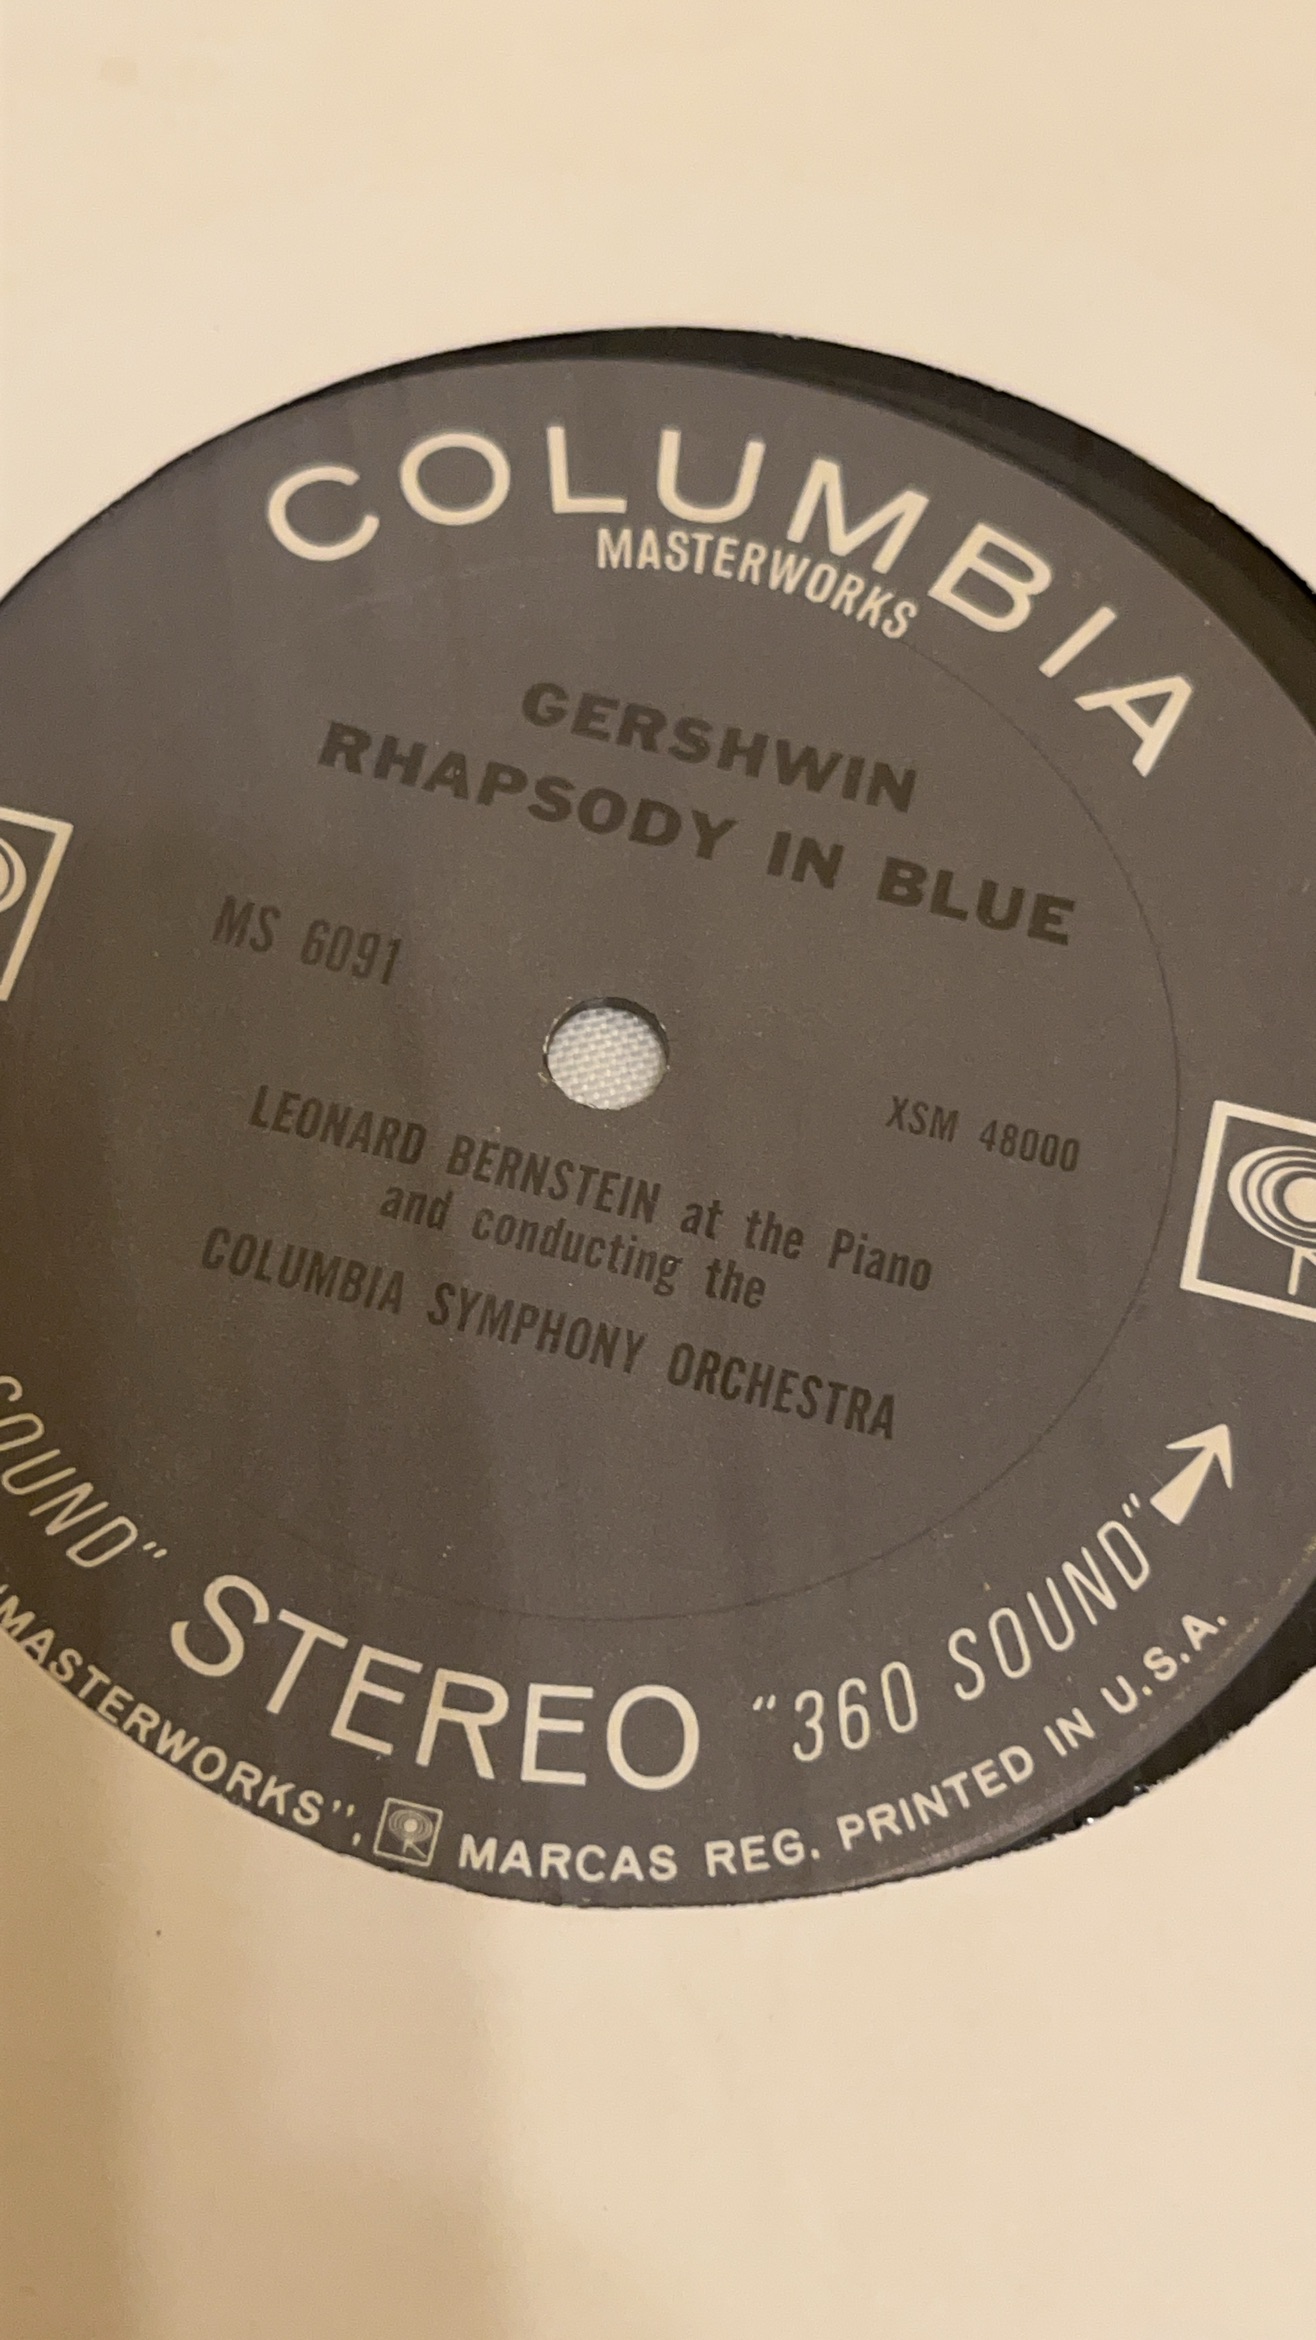 COLUMBIA
MASTERWORKS
GERSHWIN
RHAPSODY IN BLUE
MS 6091
XSM 48000
LEONARD BERNSTEIN at the Piano
and conducting the
COLUMBIA SYMPHONY ORCHESTRA
SOUND" STEREO "360 SOUND"
"MASTERWORKS", MARCAS REG. PRINTED IN U.S.A.